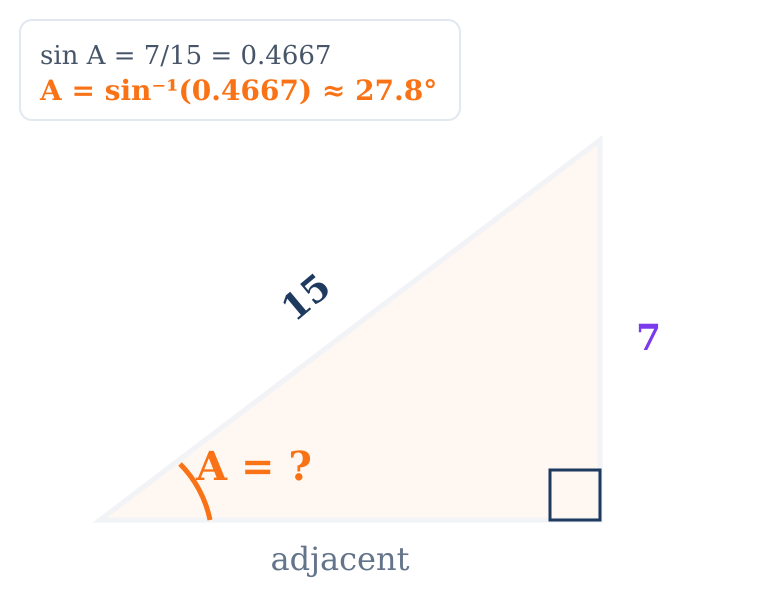 sin A = 7/15 = 0.4667
A = sin⁻¹(0.4667) ≈ 27.8°
15
7
A = ?
adjacent